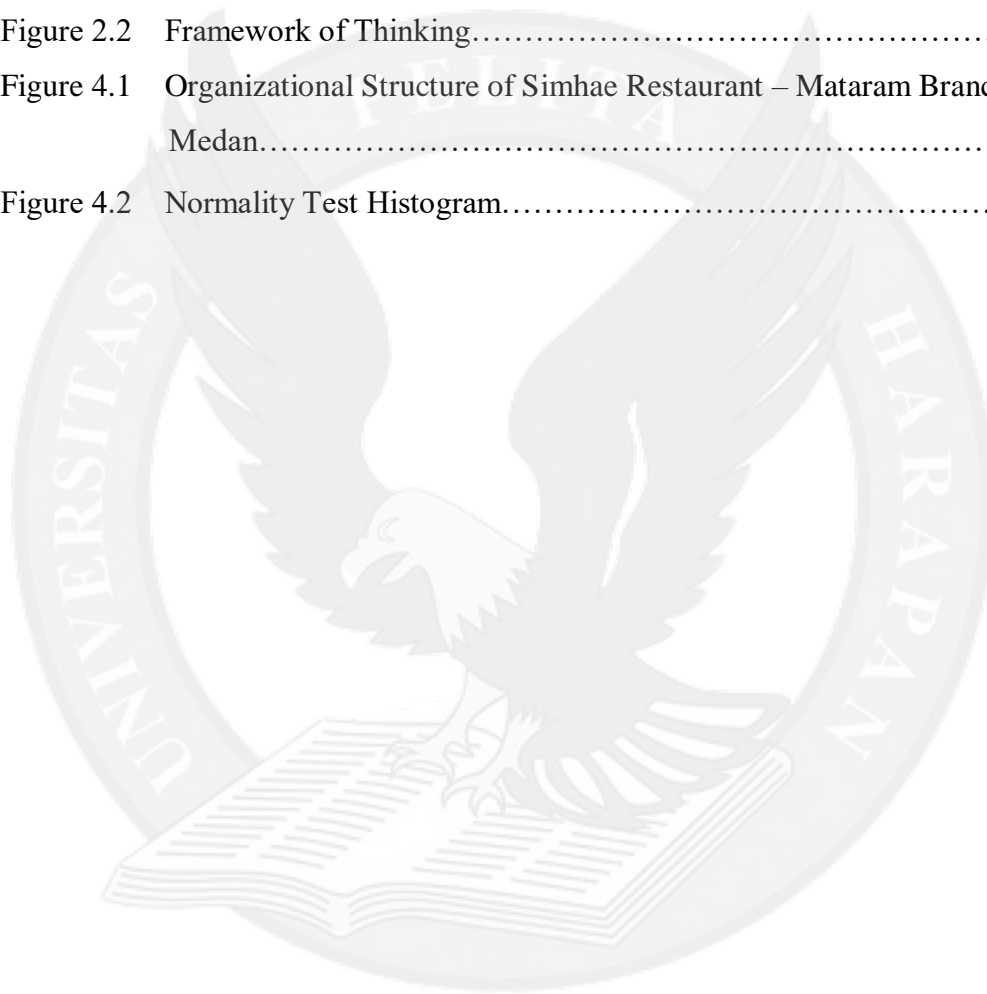 Figure 2.2 Framework of Thinking……………………………………………
Figure 4.1 Organizational Structure of Simhae Restaurant – Mataram
Medan……………………………………………………………………
Figure 4.2 Normality Test Histogram…………………………………………
UNIVERSITAS PELITA HARAPAN